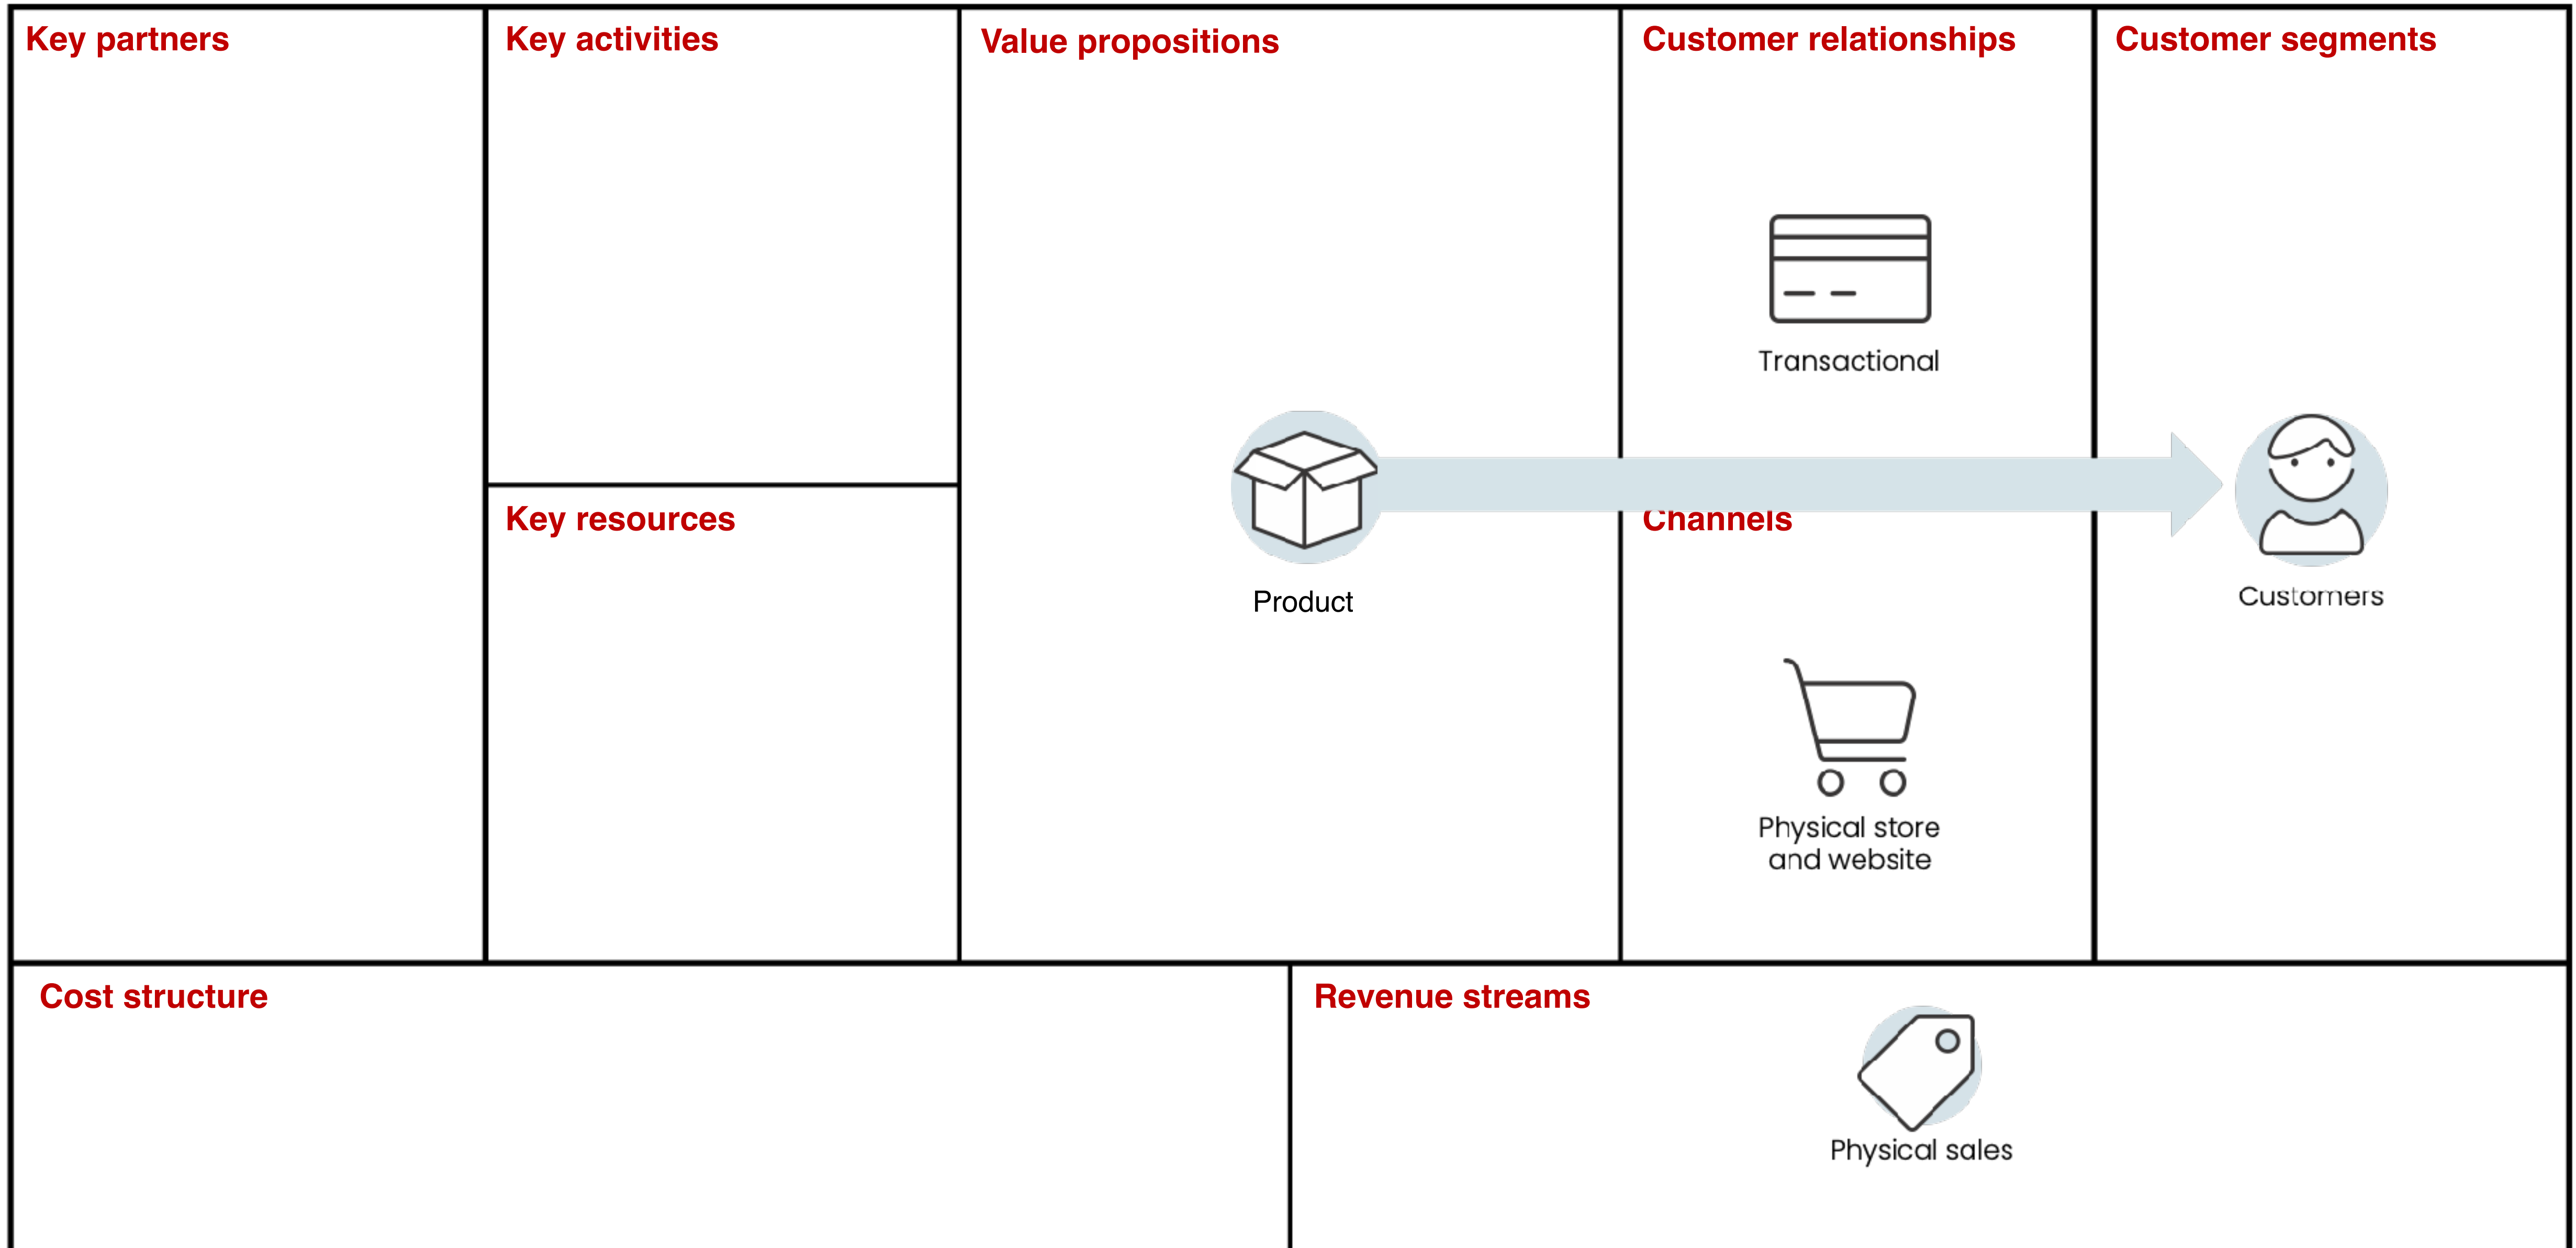 Key partners
Key activities
Value propositions
Customer relationships
Customer segments
Transactional
Key resources
Channels
Product
Customers
Physical store
and website
Cost structure
Revenue streams
Physical sales